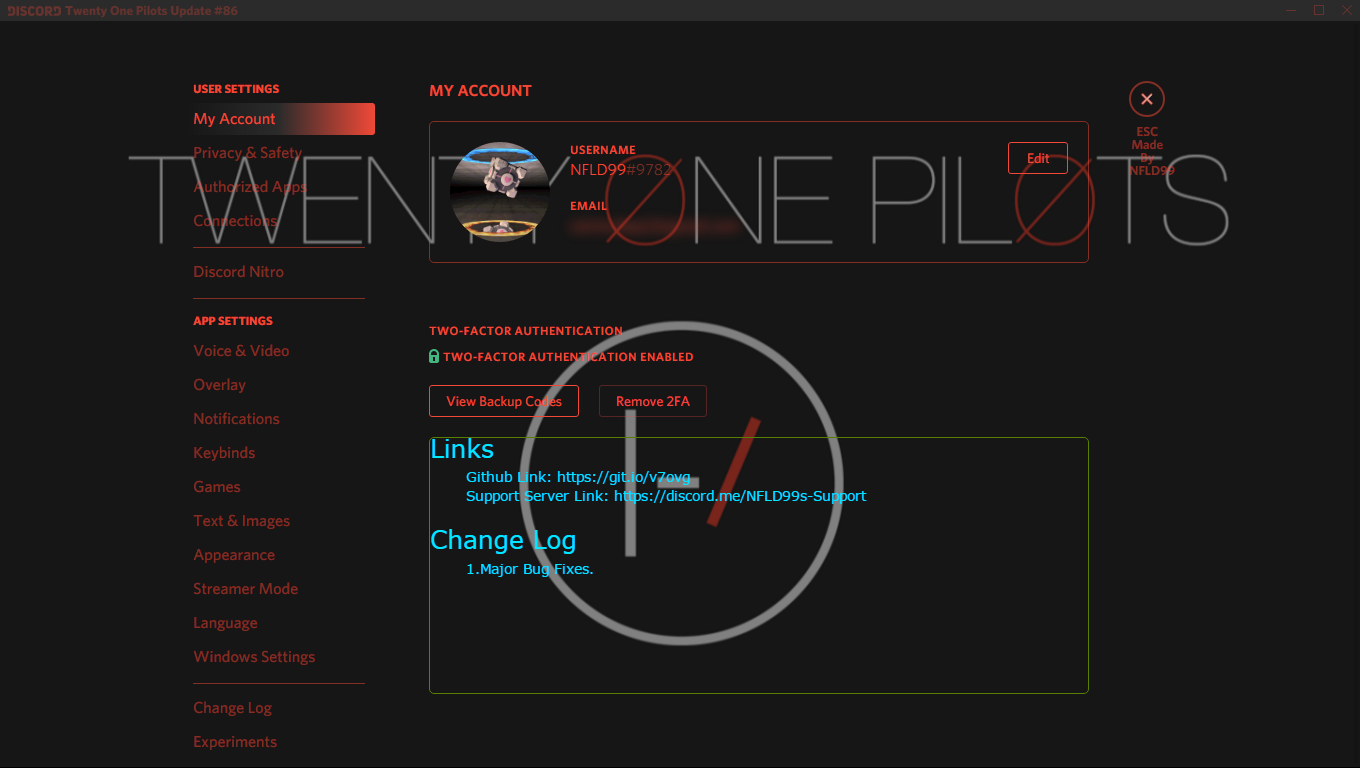 DISCORD Twenty One Pilots Update #86
USER SETTINGS
My Account
Privacy & Safety
Authorized Apps
Connections
Discord Nitro
APP SETTINGS
Voice & Video
Overlay
Notifications
Keybinds
Games
Text & Images
Appearance
Streamer Mode
Language
Windows Settings
Change Log
Experiments
MY ACCOUNT
TWENTY ØNE PILØTS
USERNAME
NFLD99#9782
EMAIL
Edit
ESC
Made
By
NFLD99
TWO-FACTOR AUTHENTICATION
TWO-FACTOR AUTHENTICATION ENABLED
View Backup Codes
Remove 2FA
Links
Github Link: https://git.io/v7ovg
Support Server Link: https://discord.me/NFLD99s-Support
Change Log
1.Major Bug Fixes.